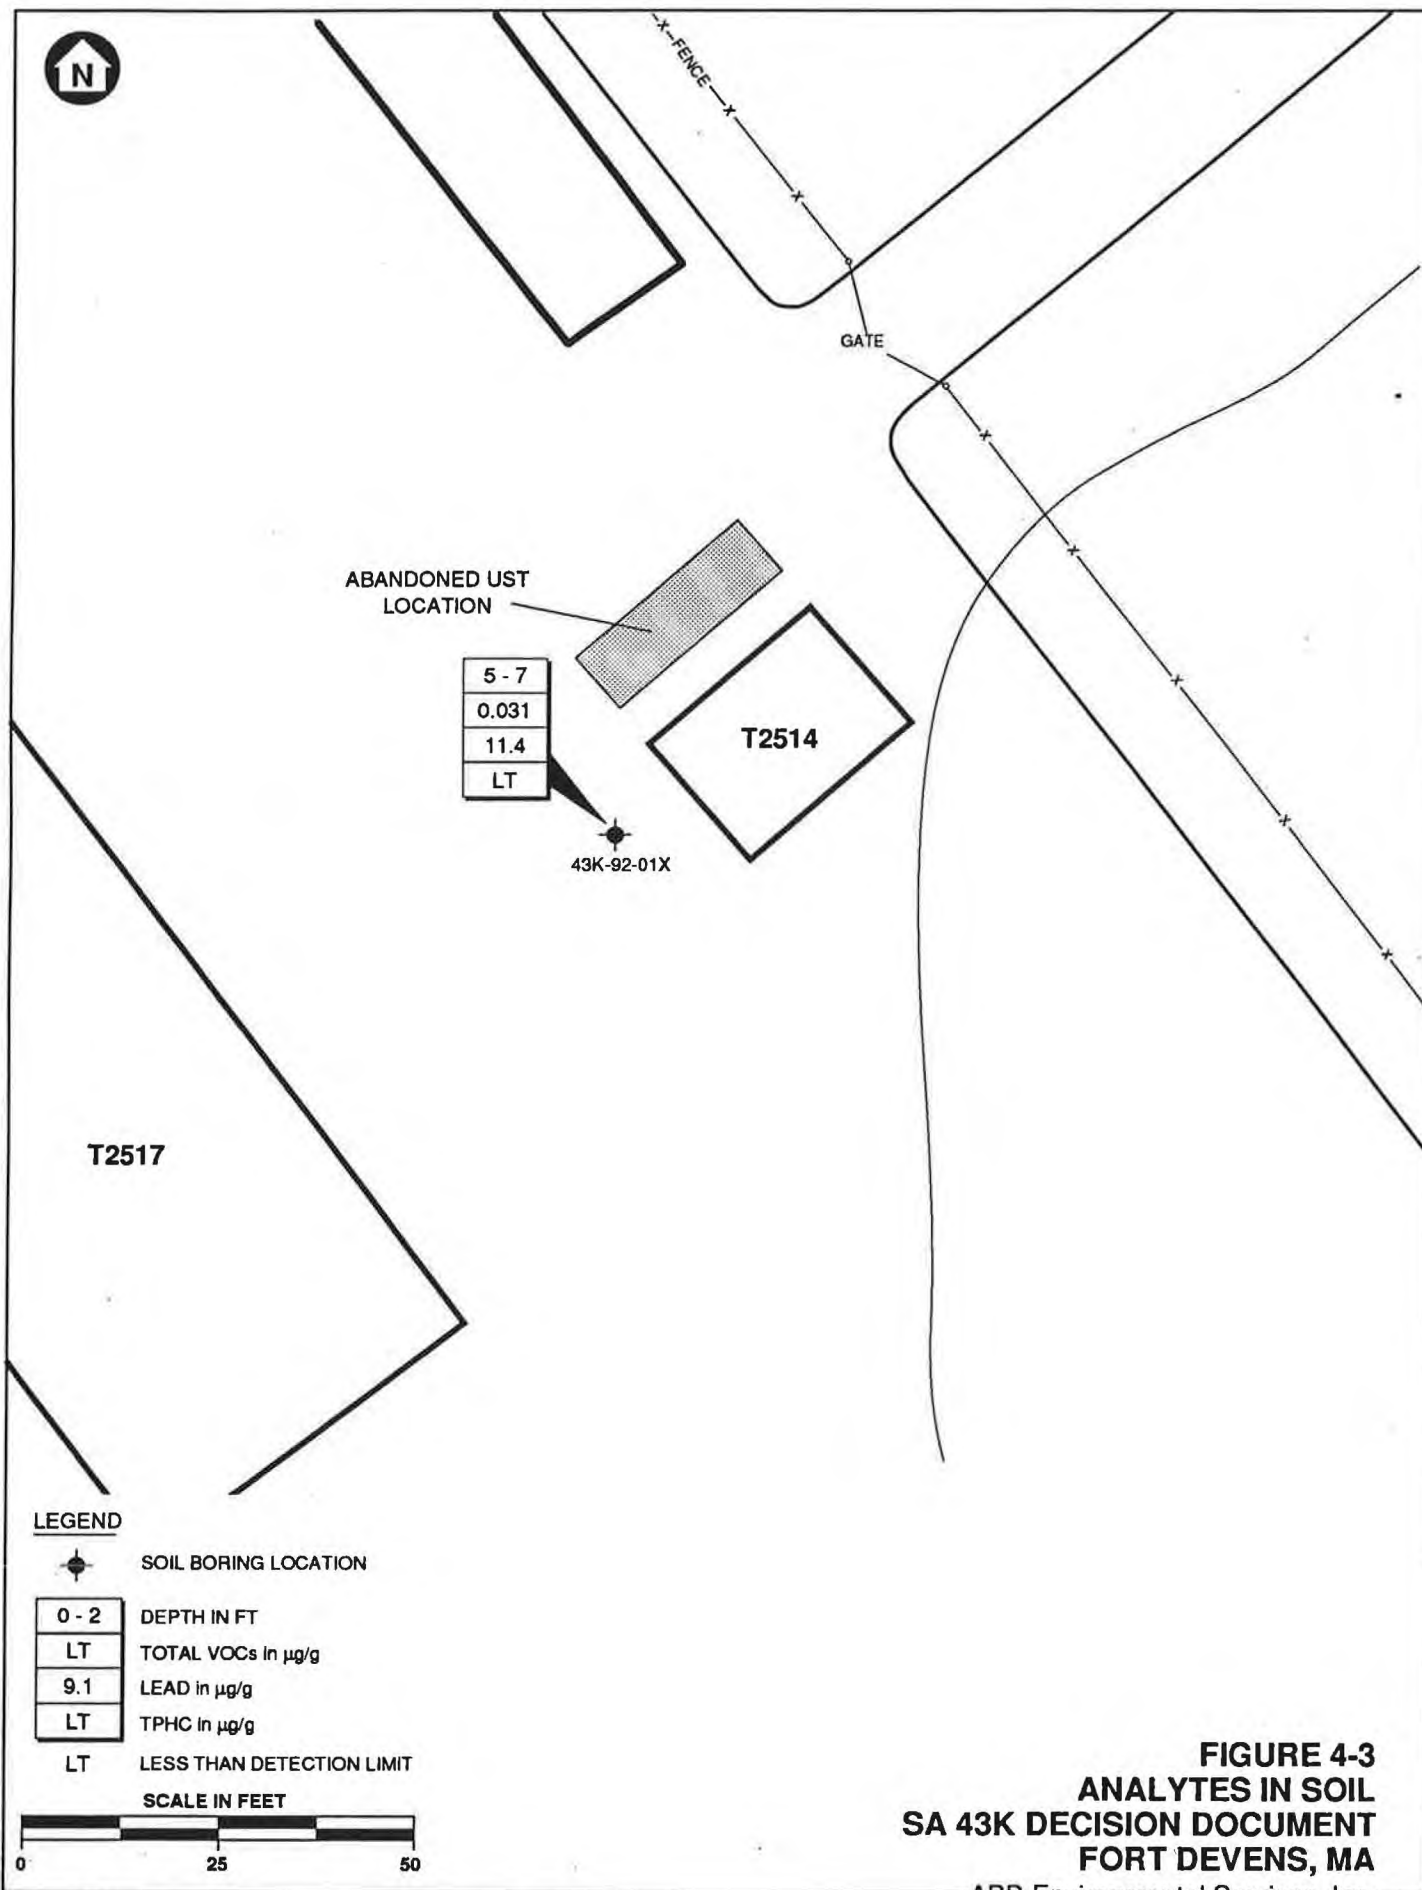 N
X-FENCE-X
X
GATE
X
X
X
X
X
ABANDONED UST
LOCATION
5 - 7
0.031
11.4
LT
T2514
43K-92-01X
T2517
LEGEND
SOIL BORING LOCATION
0 - 2 DEPTH IN FT
LT TOTAL VOCs in µg/g
9.1 LEAD in µg/g
LT TPHC in µg/g
LT LESS THAN DETECTION LIMIT
SCALE IN FEET
0 25 50
FIGURE 4-3
ANALYTES IN SOIL
SA 43K DECISION DOCUMENT
FORT DEVENS, MA